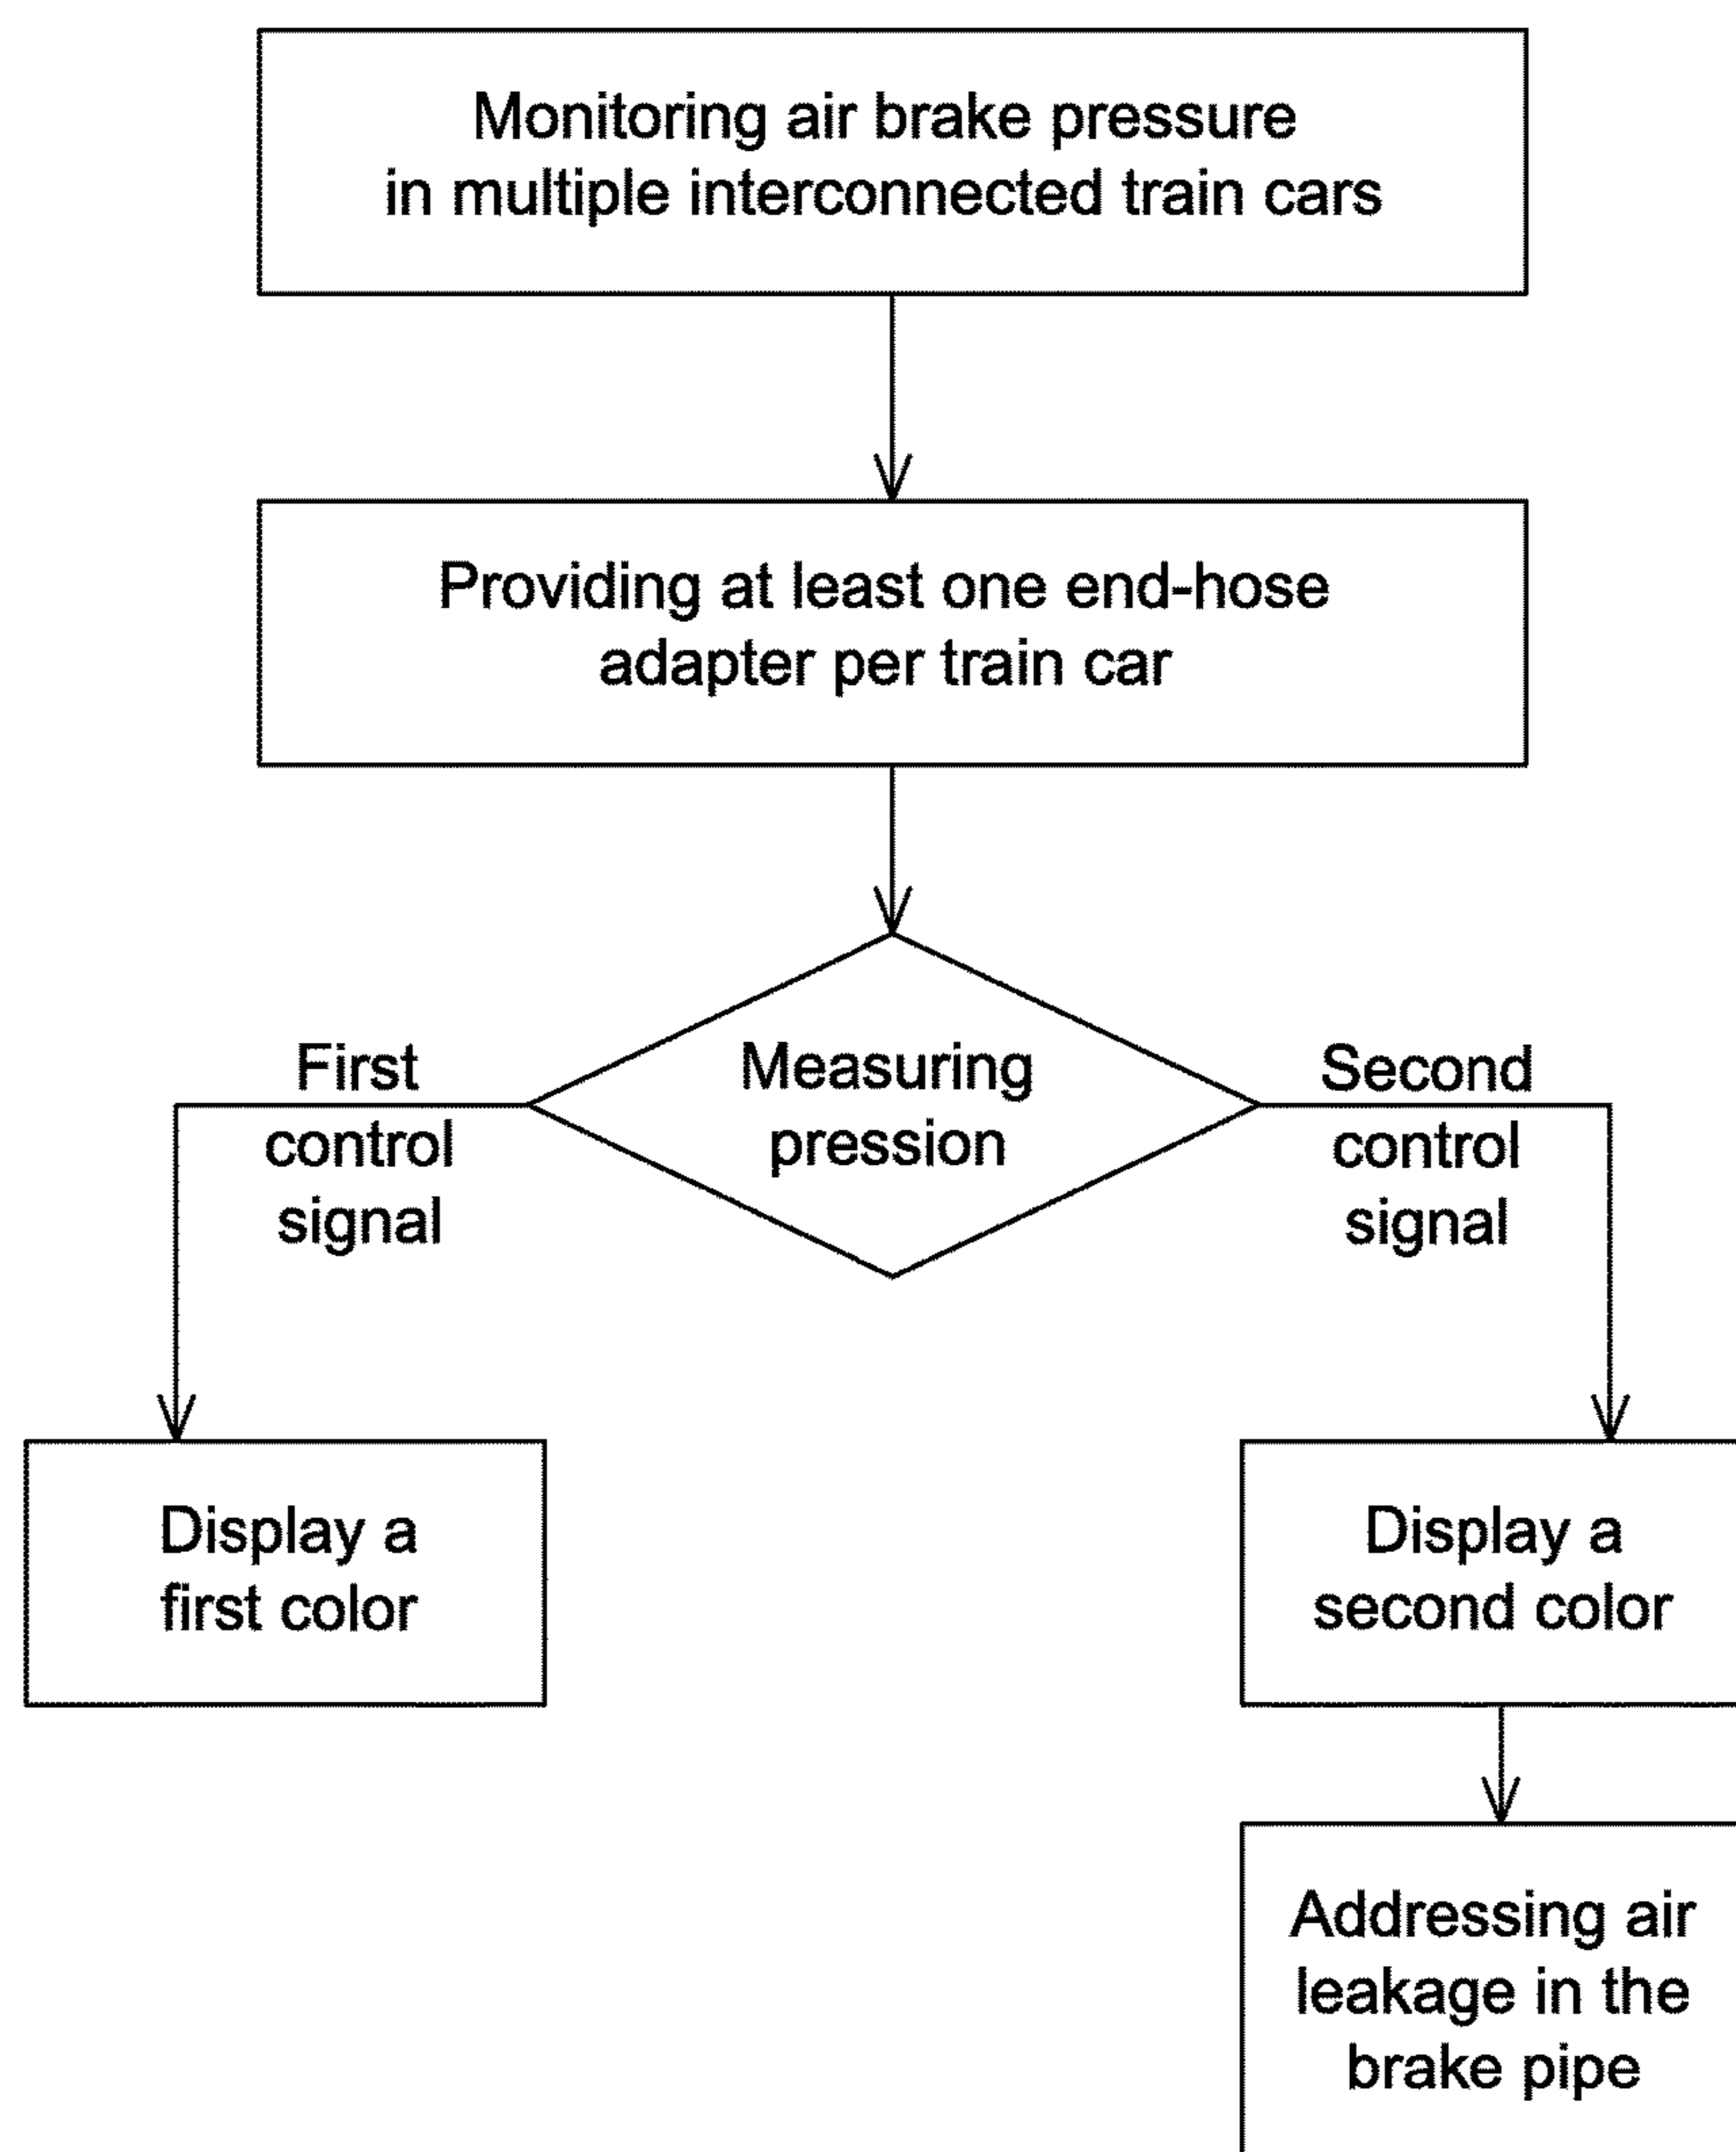 Monitoring air brake pressure
in multiple interconnected train cars
Providing at least one end-hose
adapter per train car
Measuring
pression
First
control
signal
Second
control
signal
Display a
first color
Display a
second color
Addressing air
leakage in the
brake pipe